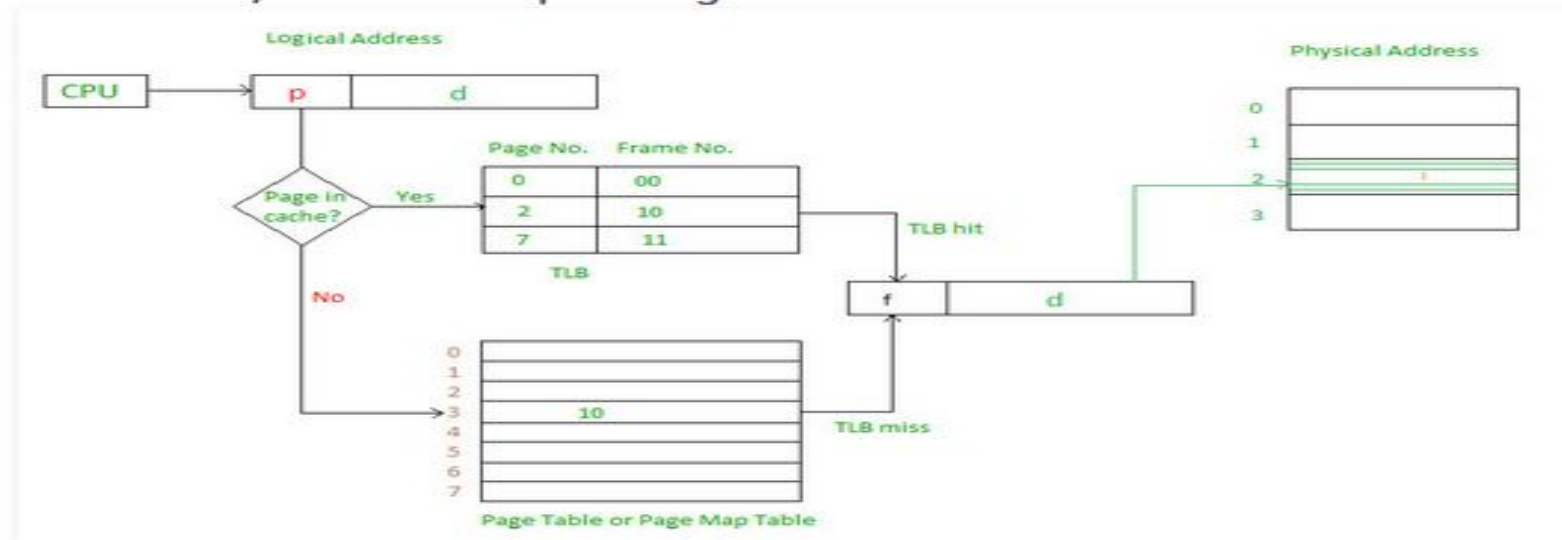 Logical Address
Physical Address
CPU
p d
0
1
2
3
Page No. Frame No.
Page in
cache?
Yes
0 00
2 10
7 11
TLB
TLB hit
No
f d
0
1
2
3 10
4
5
6
7
TLB miss
Page Table or Page Map Table